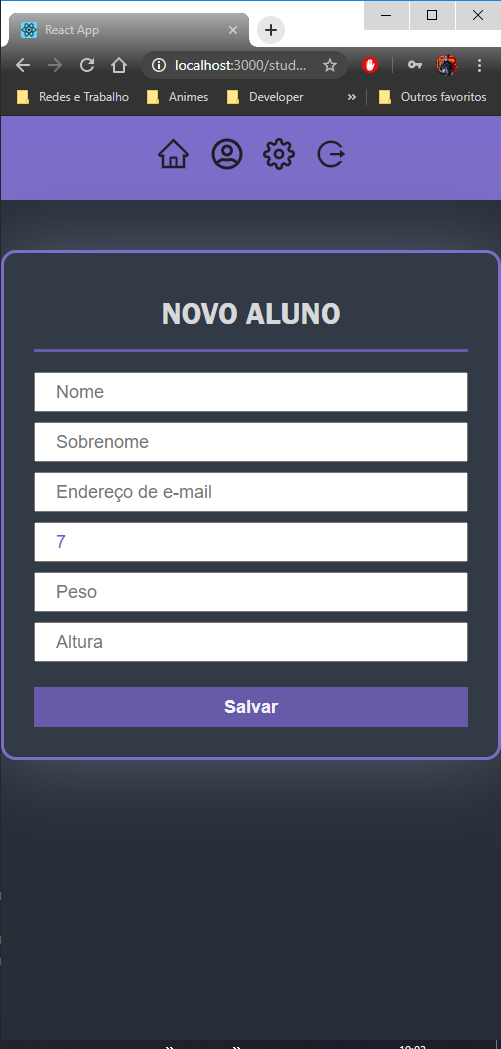 React App
localhost:3000/stud...
Redes e Trabalho Animes Developer » Outros favoritos
NOVO ALUNO
Nome
Sobrenome
Endereço de e-mail
7
Peso
Altura
Salvar